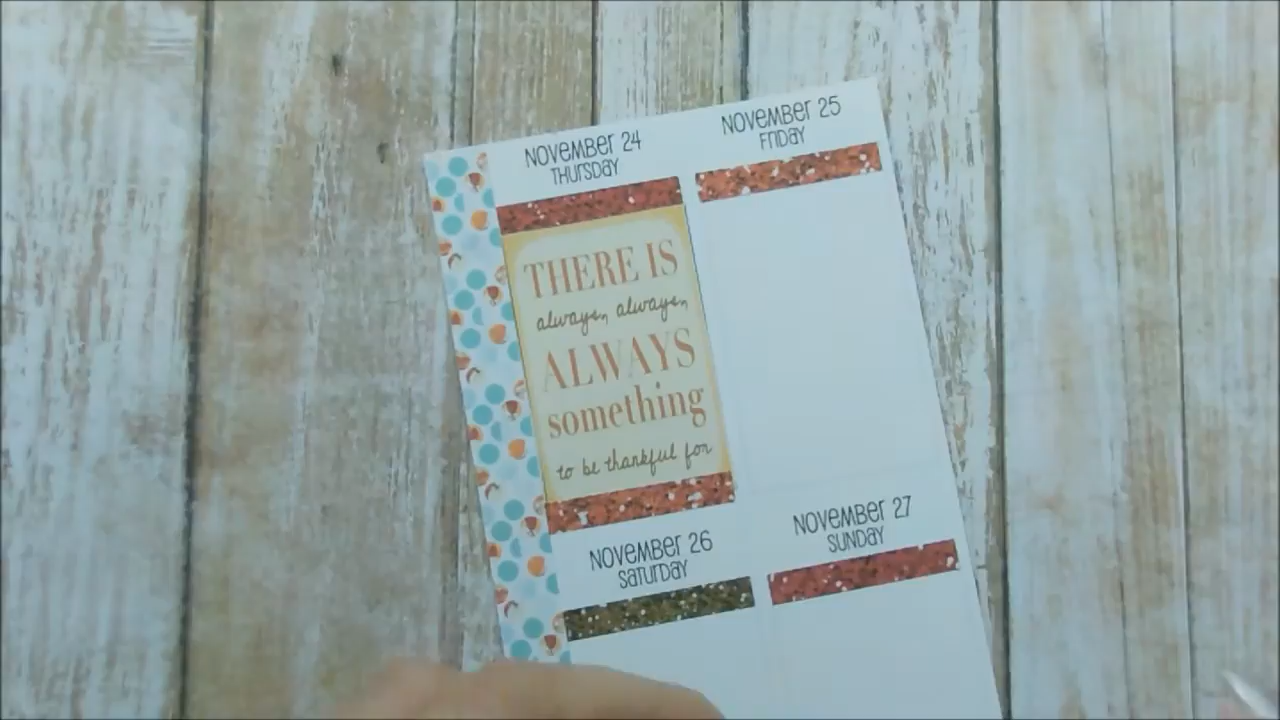 NOVEMBER 24
THURSDAY
NOVEMBER 25
FRIDAY
THERE IS
always, always,
ALWAYS
something
to be thankful for
NOVEMBER 26
SATURDAY
NOVEMBER 27
SUNDAY